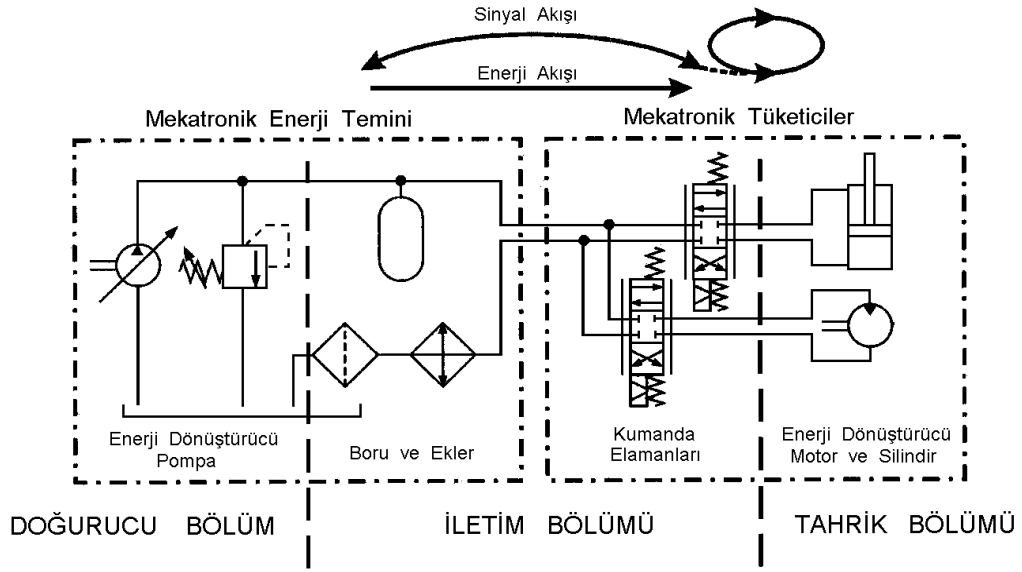 Sinyal Akışı
Enerji Akışı
Mekatronik Enerji Temini
Mekatronik Tüketiciler
Enerji Dönüştürücü
Pompa
Boru ve Ekler
Kumanda
Elamanları
Enerji Dönüştürücü
Motor ve Silindir
DOĞURUCU BÖLÜM
İLETİM BÖLÜMÜ
TAHRİK BÖLÜMÜ